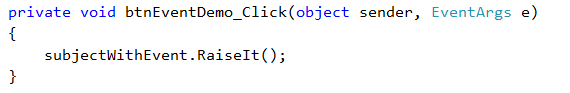 private void btnEventDemo_Click(object sender, EventArgs e)
{
    subjectWithEvent.RaiseIt();
}